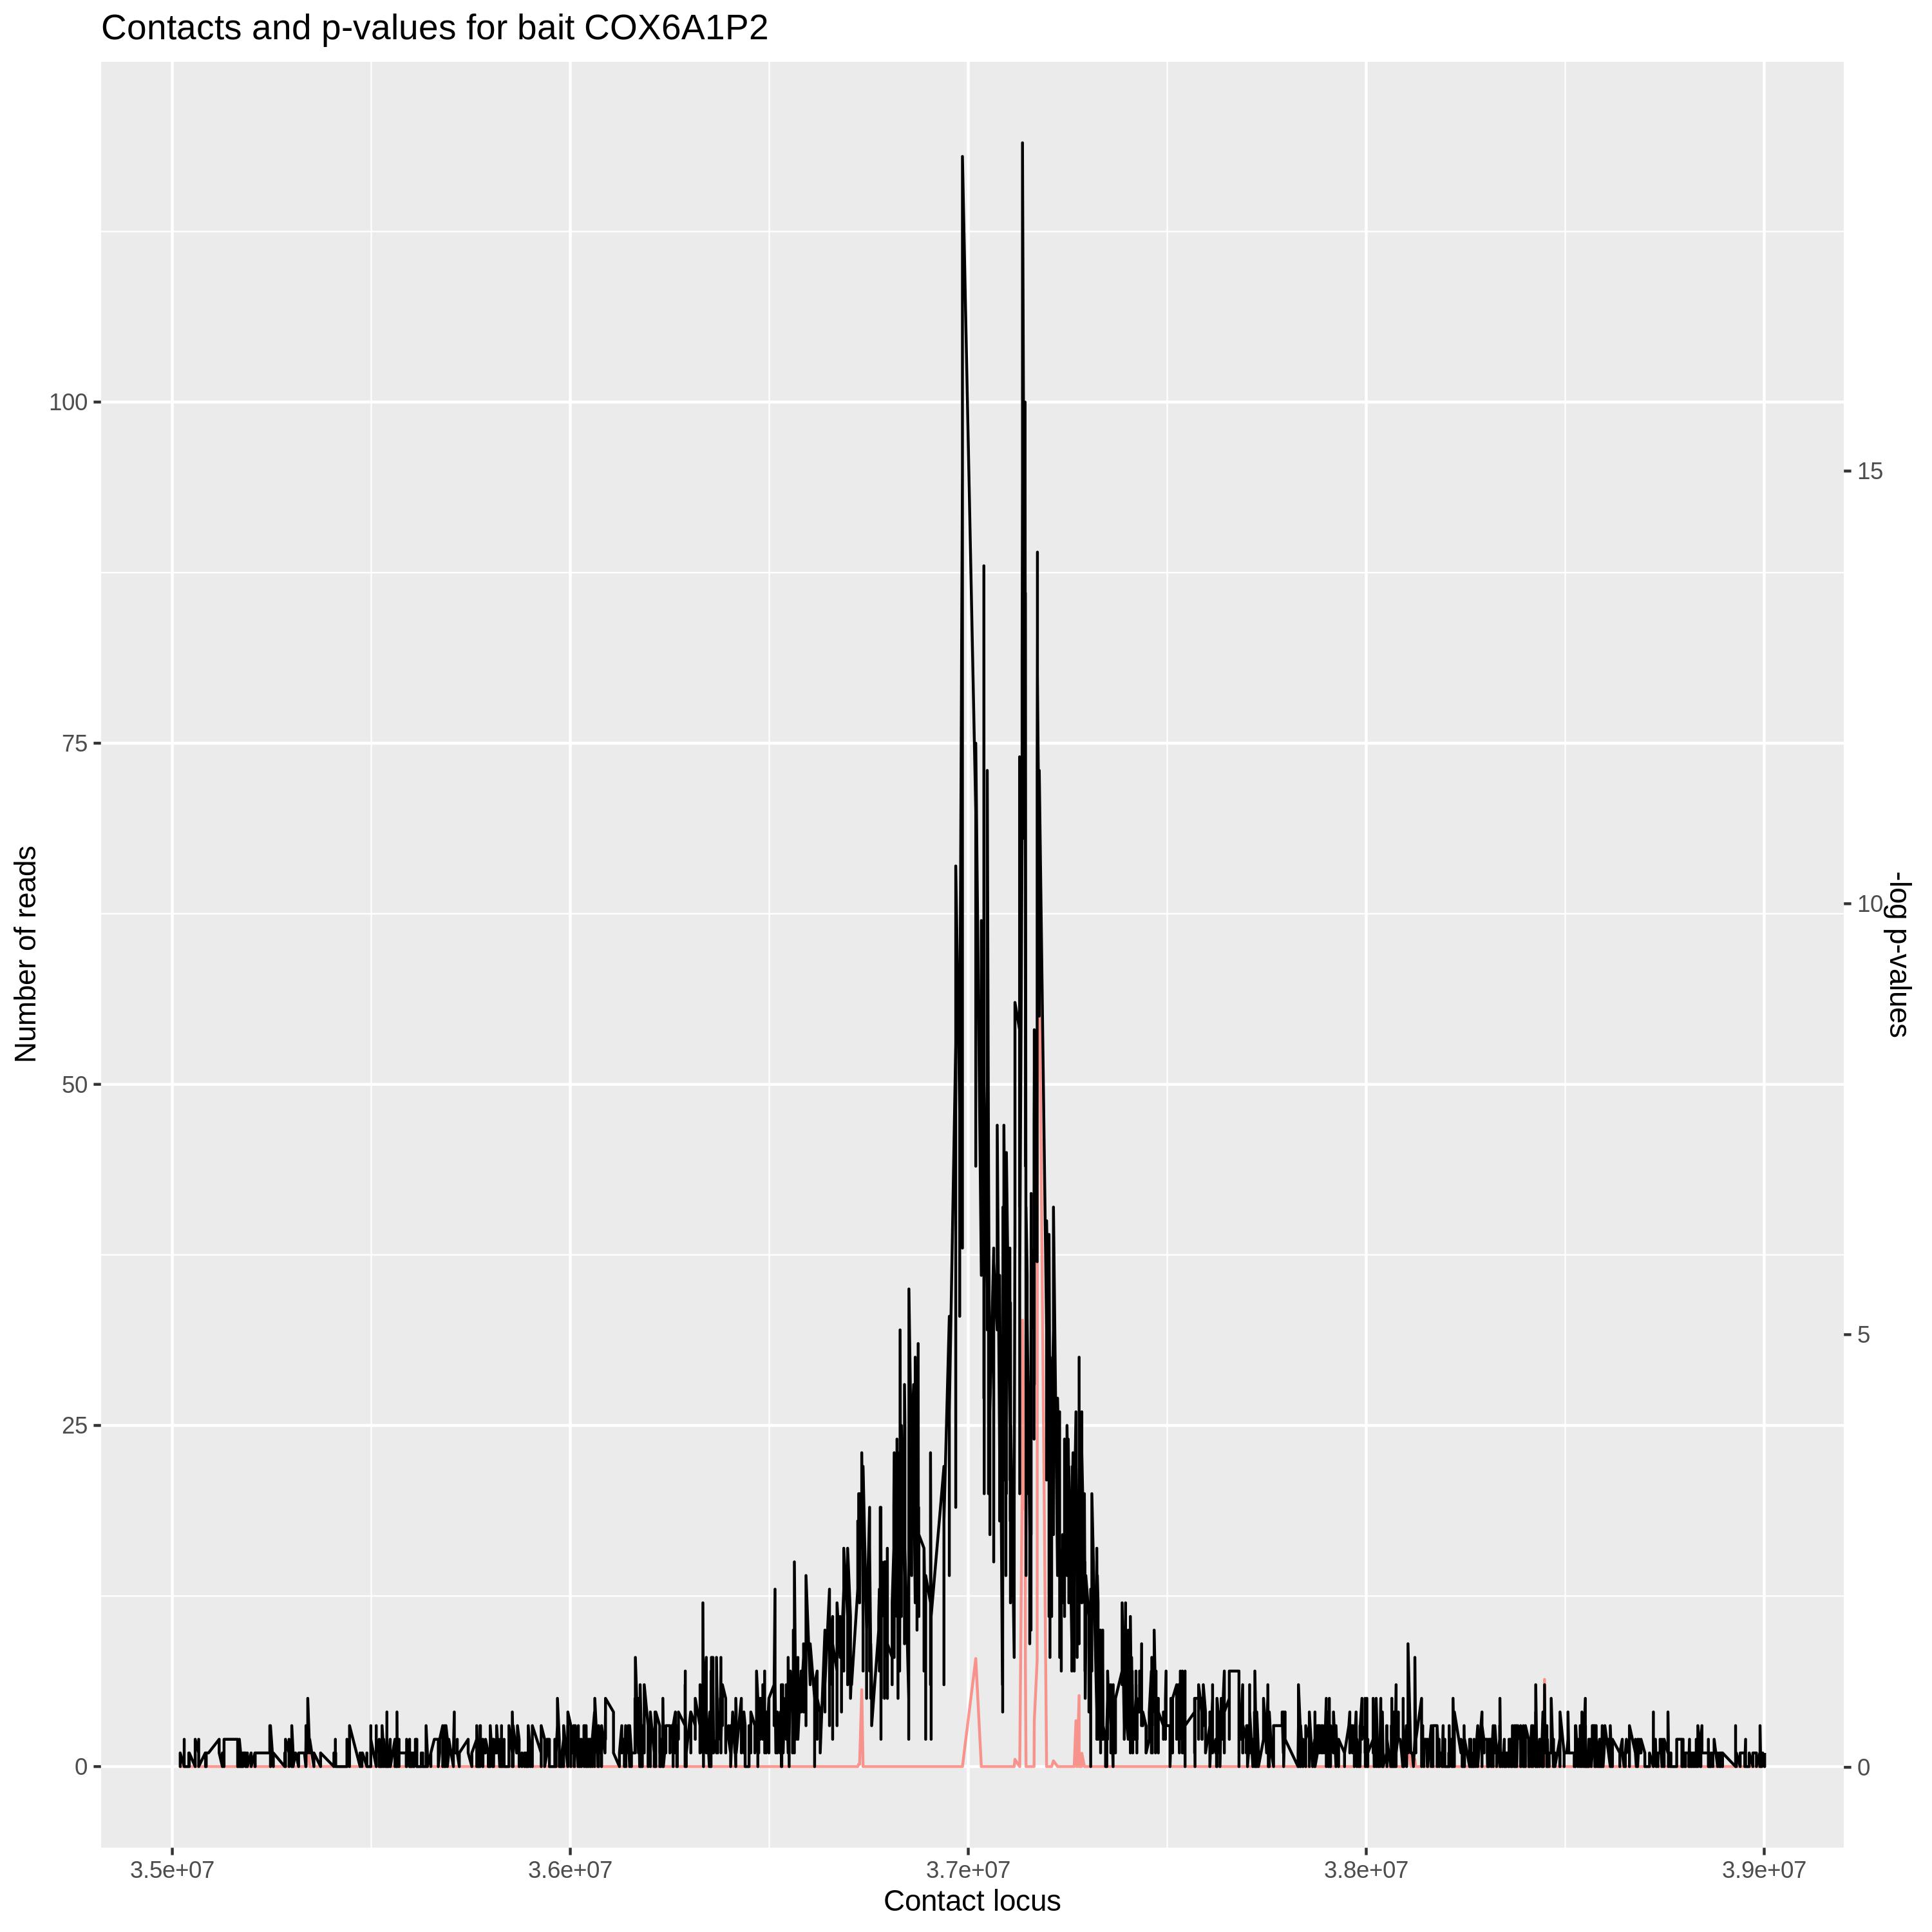 Contacts and p-values for bait COX6A1P2
Number of reads
100
75
50
25
0
15
10
5
0
-log p-values
3.5e+07 3.6e+07 3.7e+07 3.8e+07 3.9e+07
Contact locus